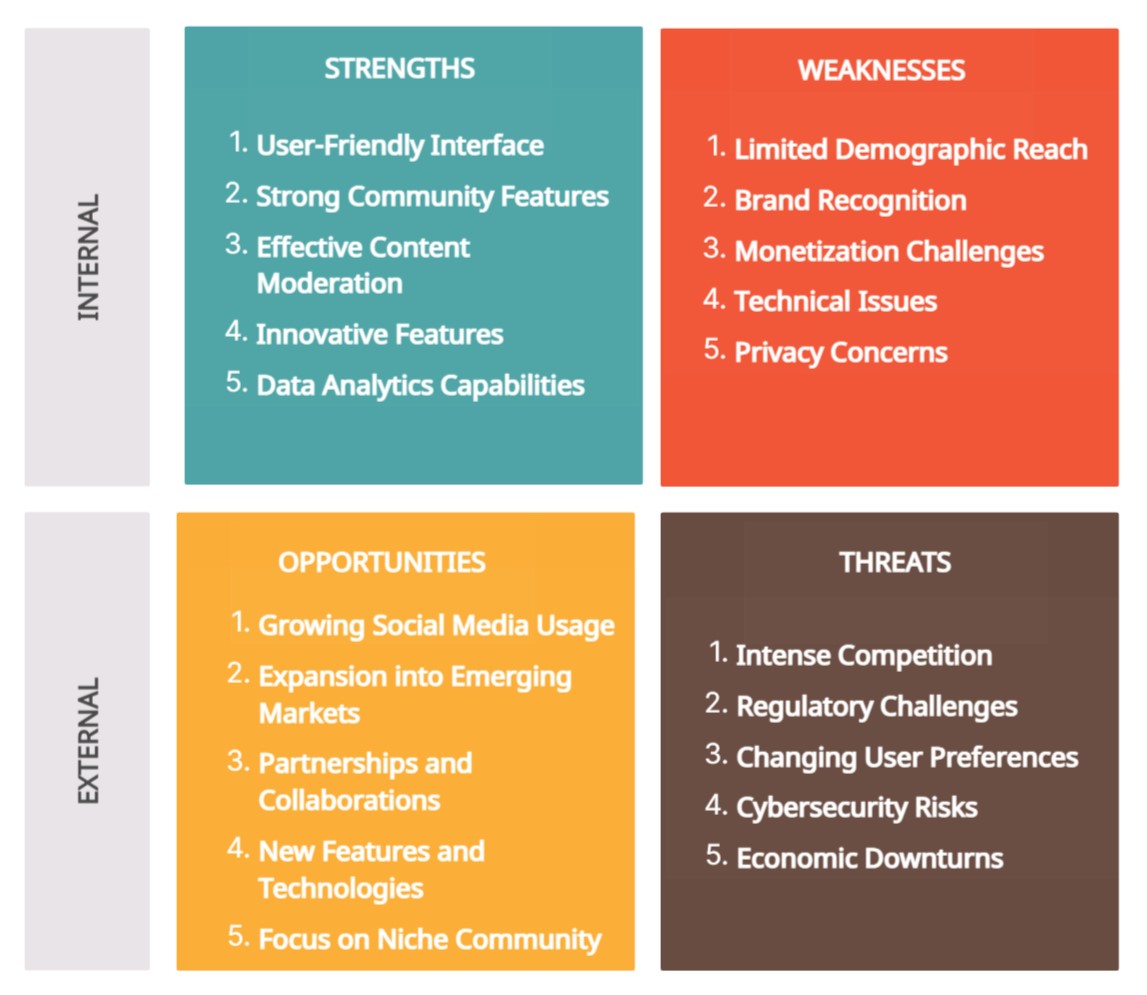 INTERNAL
STRENGTHS
1. User-Friendly Interface
2. Strong Community Features
3. Effective Content
Moderation
4. Innovative Features
5. Data Analytics Capabilities
WEAKNESSES
1. Limited Demographic Reach
2. Brand Recognition
3. Monetization Challenges
4. Technical Issues
5. Privacy Concerns
EXTERNAL
OPPORTUNITIES
1. Growing Social Media Usage
2. Expansion into Emerging
Markets
3. Partnerships and
Collaborations
4. New Features and
Technologies
5. Focus on Niche Community
THREATS
1. Intense Competition
2. Regulatory Challenges
3. Changing User Preferences
4. Cybersecurity Risks
5. Economic Downturns